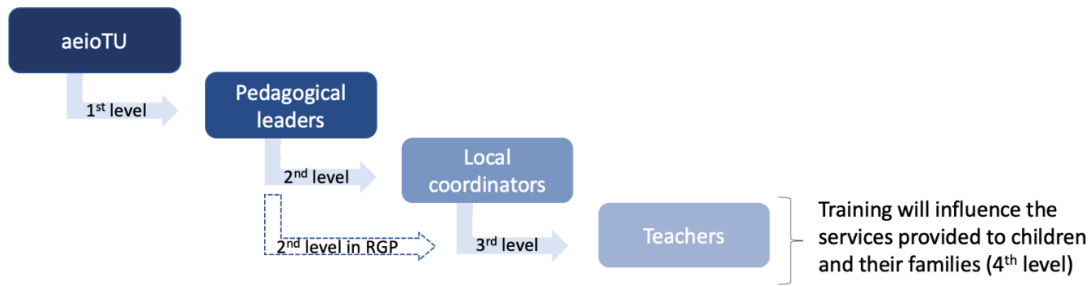 aeioTU
1st level
Pedagogical
leaders
2nd level
Local
coordinators
2nd level in RGP
3rd level
Teachers
Training will influence the
services provided to children
and their families (4th level)